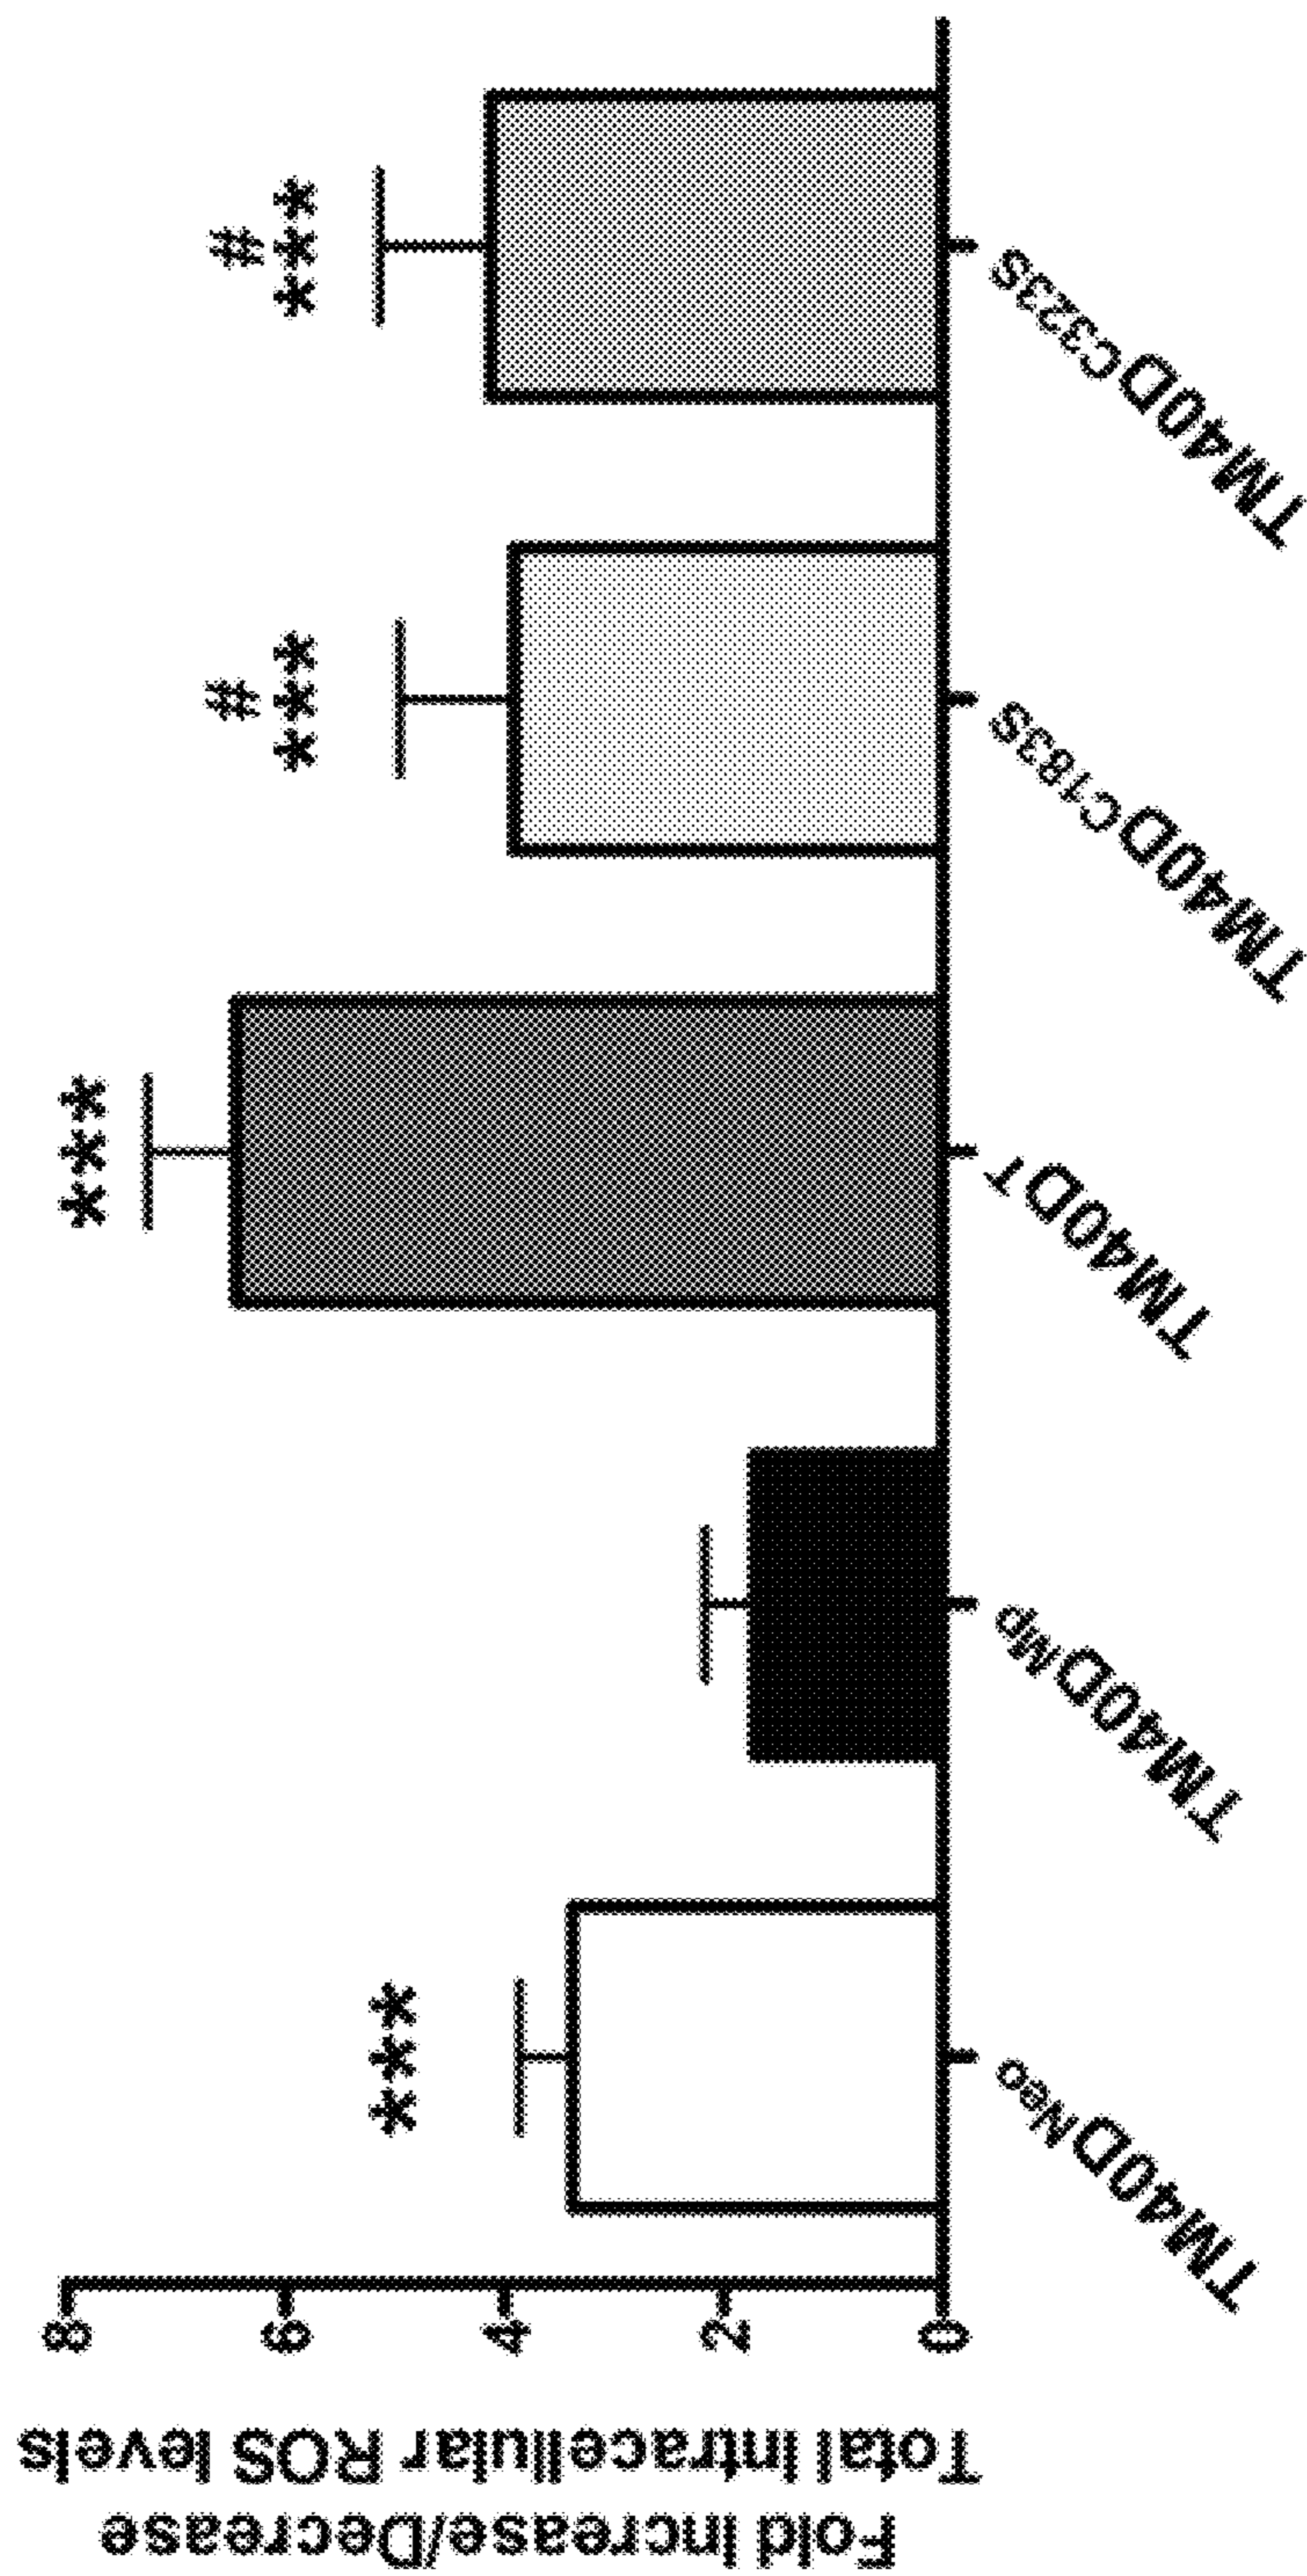 Fold Increase/Decrease
Total Intracellular ROS levels
8
6
4
2
0
***
***
***
#
***
#
TM40DNeo
TM40DMp
TM40DT
TM40DC183S
TM40DC323S